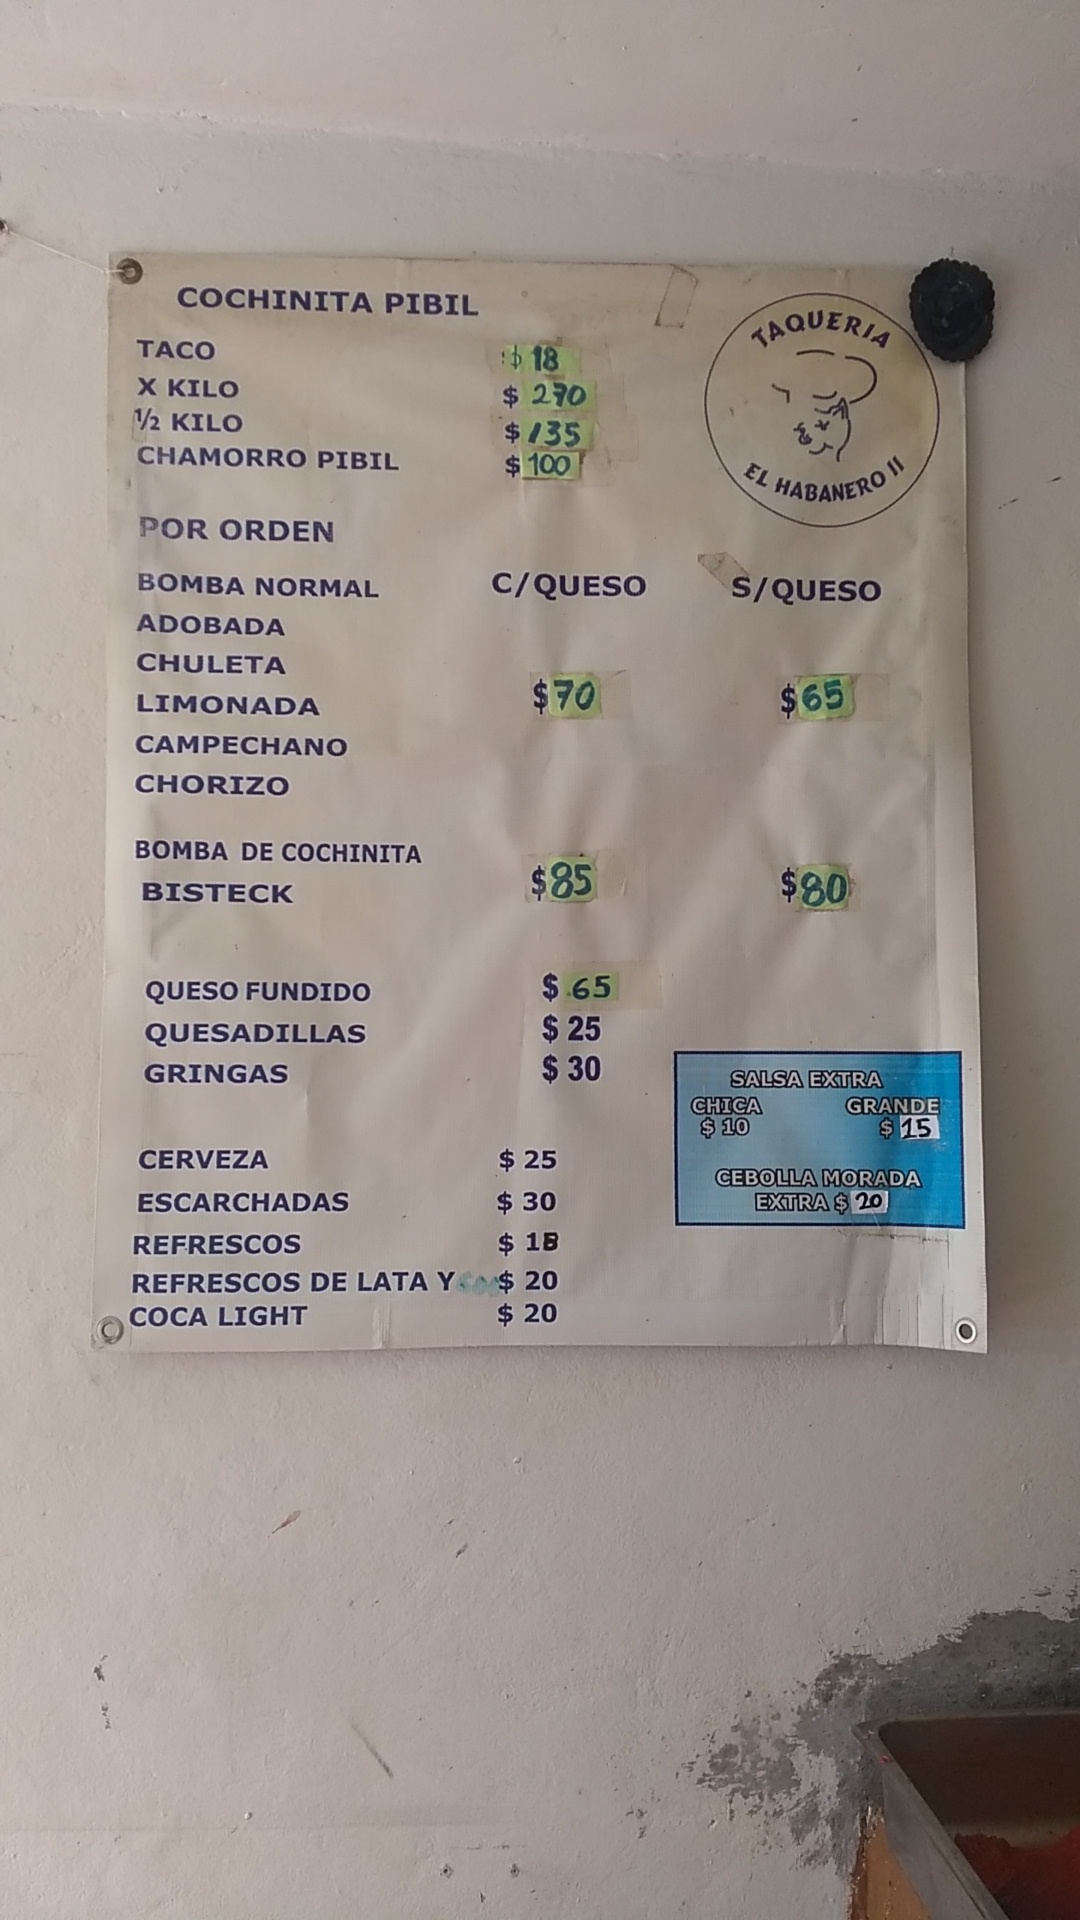 COCHINITA PIBIL
TAQUERIA
EL HABANERO II
TACO $ 18
X KILO $ 270
½ KILO $ 135
CHAMORRO PIBIL $ 100
POR ORDEN
BOMBA NORMAL C/QUESO S/QUESO
ADOBADA
CHULETA
LIMONADA $70 $65
CAMPECHANO
CHORIZO
BOMBA DE COCHINITA
BISTECK $85 $80
QUESO FUNDIDO $ 65
QUESADILLAS $ 25
GRINGAS $ 30
SALSA EXTRA
CHICA GRANDE
$ 10 $ 15
CEBOLLA MORADA
EXTRA $ 20
CERVEZA $ 25
ESCARCHADAS $ 30
REFRESCOS $ 18
REFRESCOS DE LATA Y $ 20
COCA LIGHT $ 20